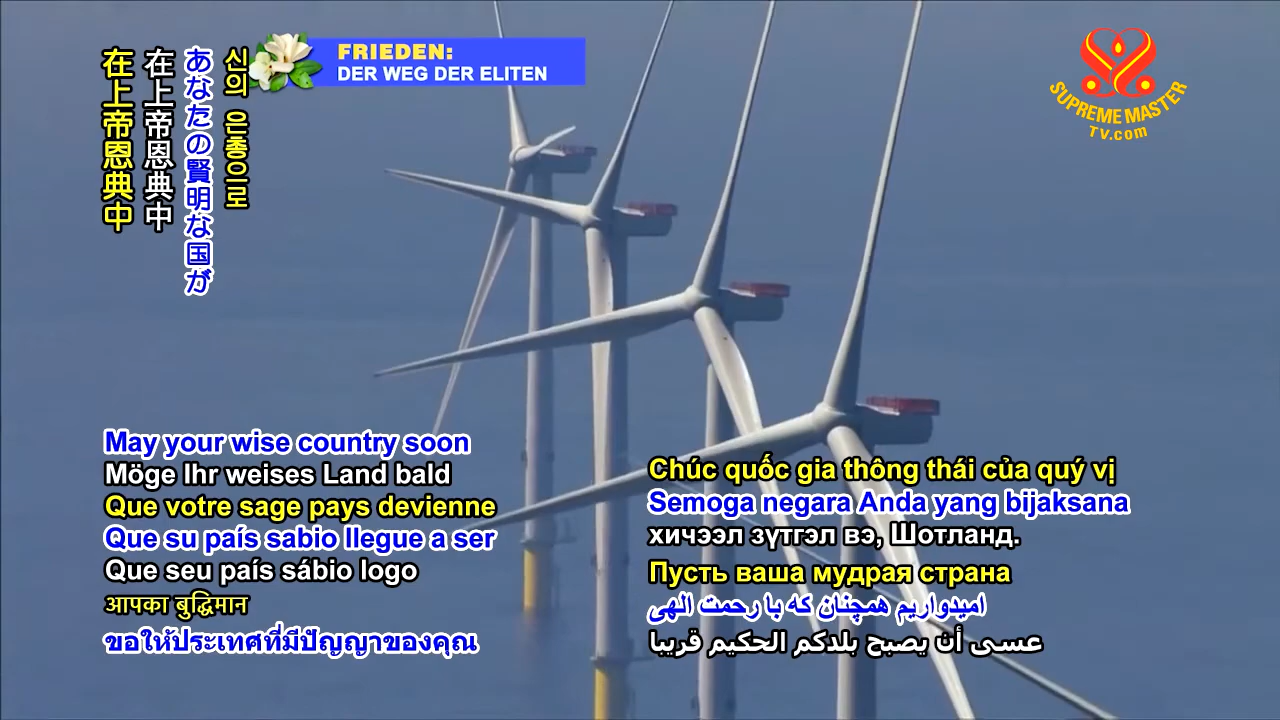 FRIEDEN:
DER WEG DER ELITEN
SUPREME MASTER
TV.com
在上帝恩典中
在上帝恩典中
あなたの賢明な国が
신의 은총으로
May your wise country soon
Möge Ihr weises Land bald
Que votre sage pays devienne
Que su país sabio llegue a ser
Que seu país sábio logo
आपका बुद्धिमान
ขอให้ประเทศที่มีปัญญาของคุณ
Chúc quốc gia thông thái của quý vị
Semoga negara Anda yang bijaksana
хичээл зүтгэл вэ, Шотланд.
Пусть ваша мудрая страна
امیدواریم همچنان که با رحمت الهی
عسى أن يصبح بلدكم الحكيم قريبا